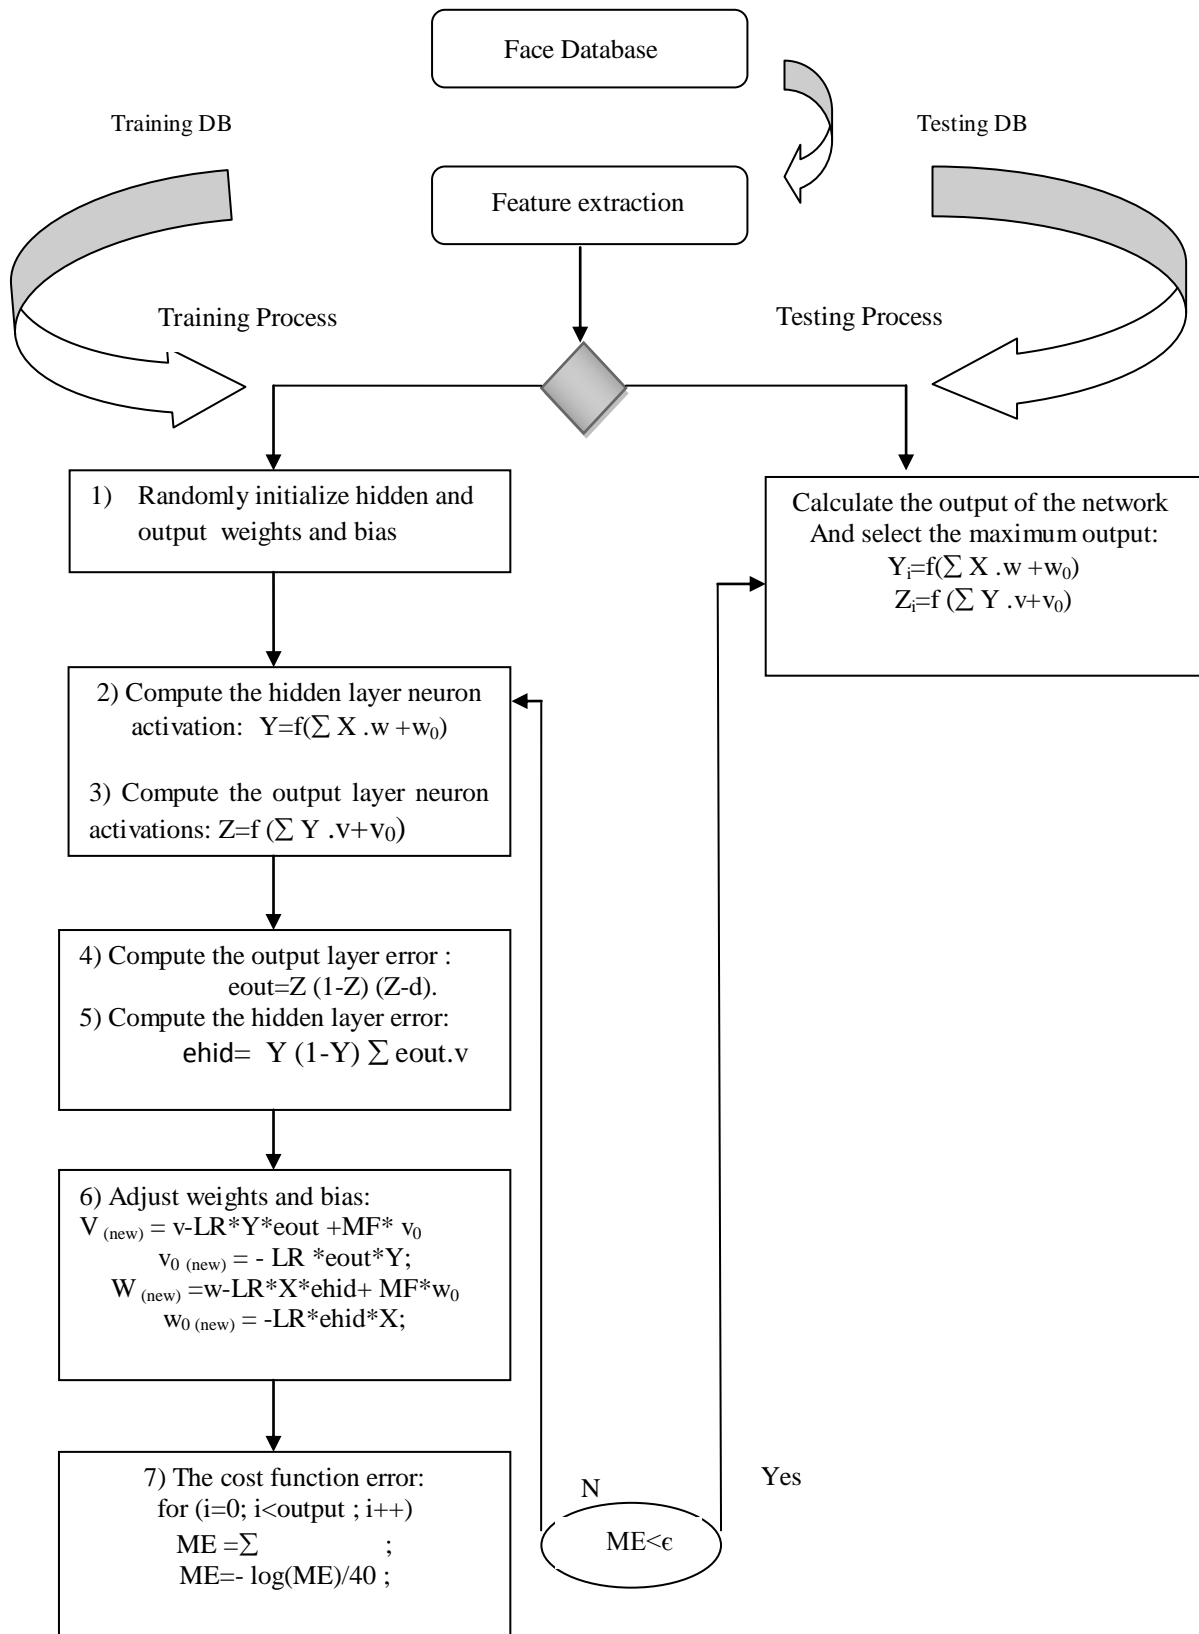 Face Database
Training DB
Testing DB
Feature extraction
Training Process
Testing Process
1) Randomly initialize hidden and
output weights and bias
Calculate the output of the network
And select the maximum output:
Yᵢ=f(∑ X .w +w₀)
Zᵢ=f (∑ Y .v+v₀)
2) Compute the hidden layer neuron
activation: Y=f(∑ X .w +w₀)
3) Compute the output layer neuron
activations: Z=f (∑ Y .v+v₀)
4) Compute the output layer error :
eout=Z (1-Z) (Z-d).
5) Compute the hidden layer error:
ehid= Y (1-Y) ∑ eout.v
6) Adjust weights and bias:
V (new) = v-LR*Y*eout +MF* v₀
v₀ (new) = - LR *eout*Y;
W (new) =w-LR*X*ehid+ MF*w₀
w₀ (new) = -LR*ehid*X;
7) The cost function error:
for (i=0; i<output ; i++)
ME =∑ ;
ME=- log(ME)/40 ;
N
ME<ϵ
Yes